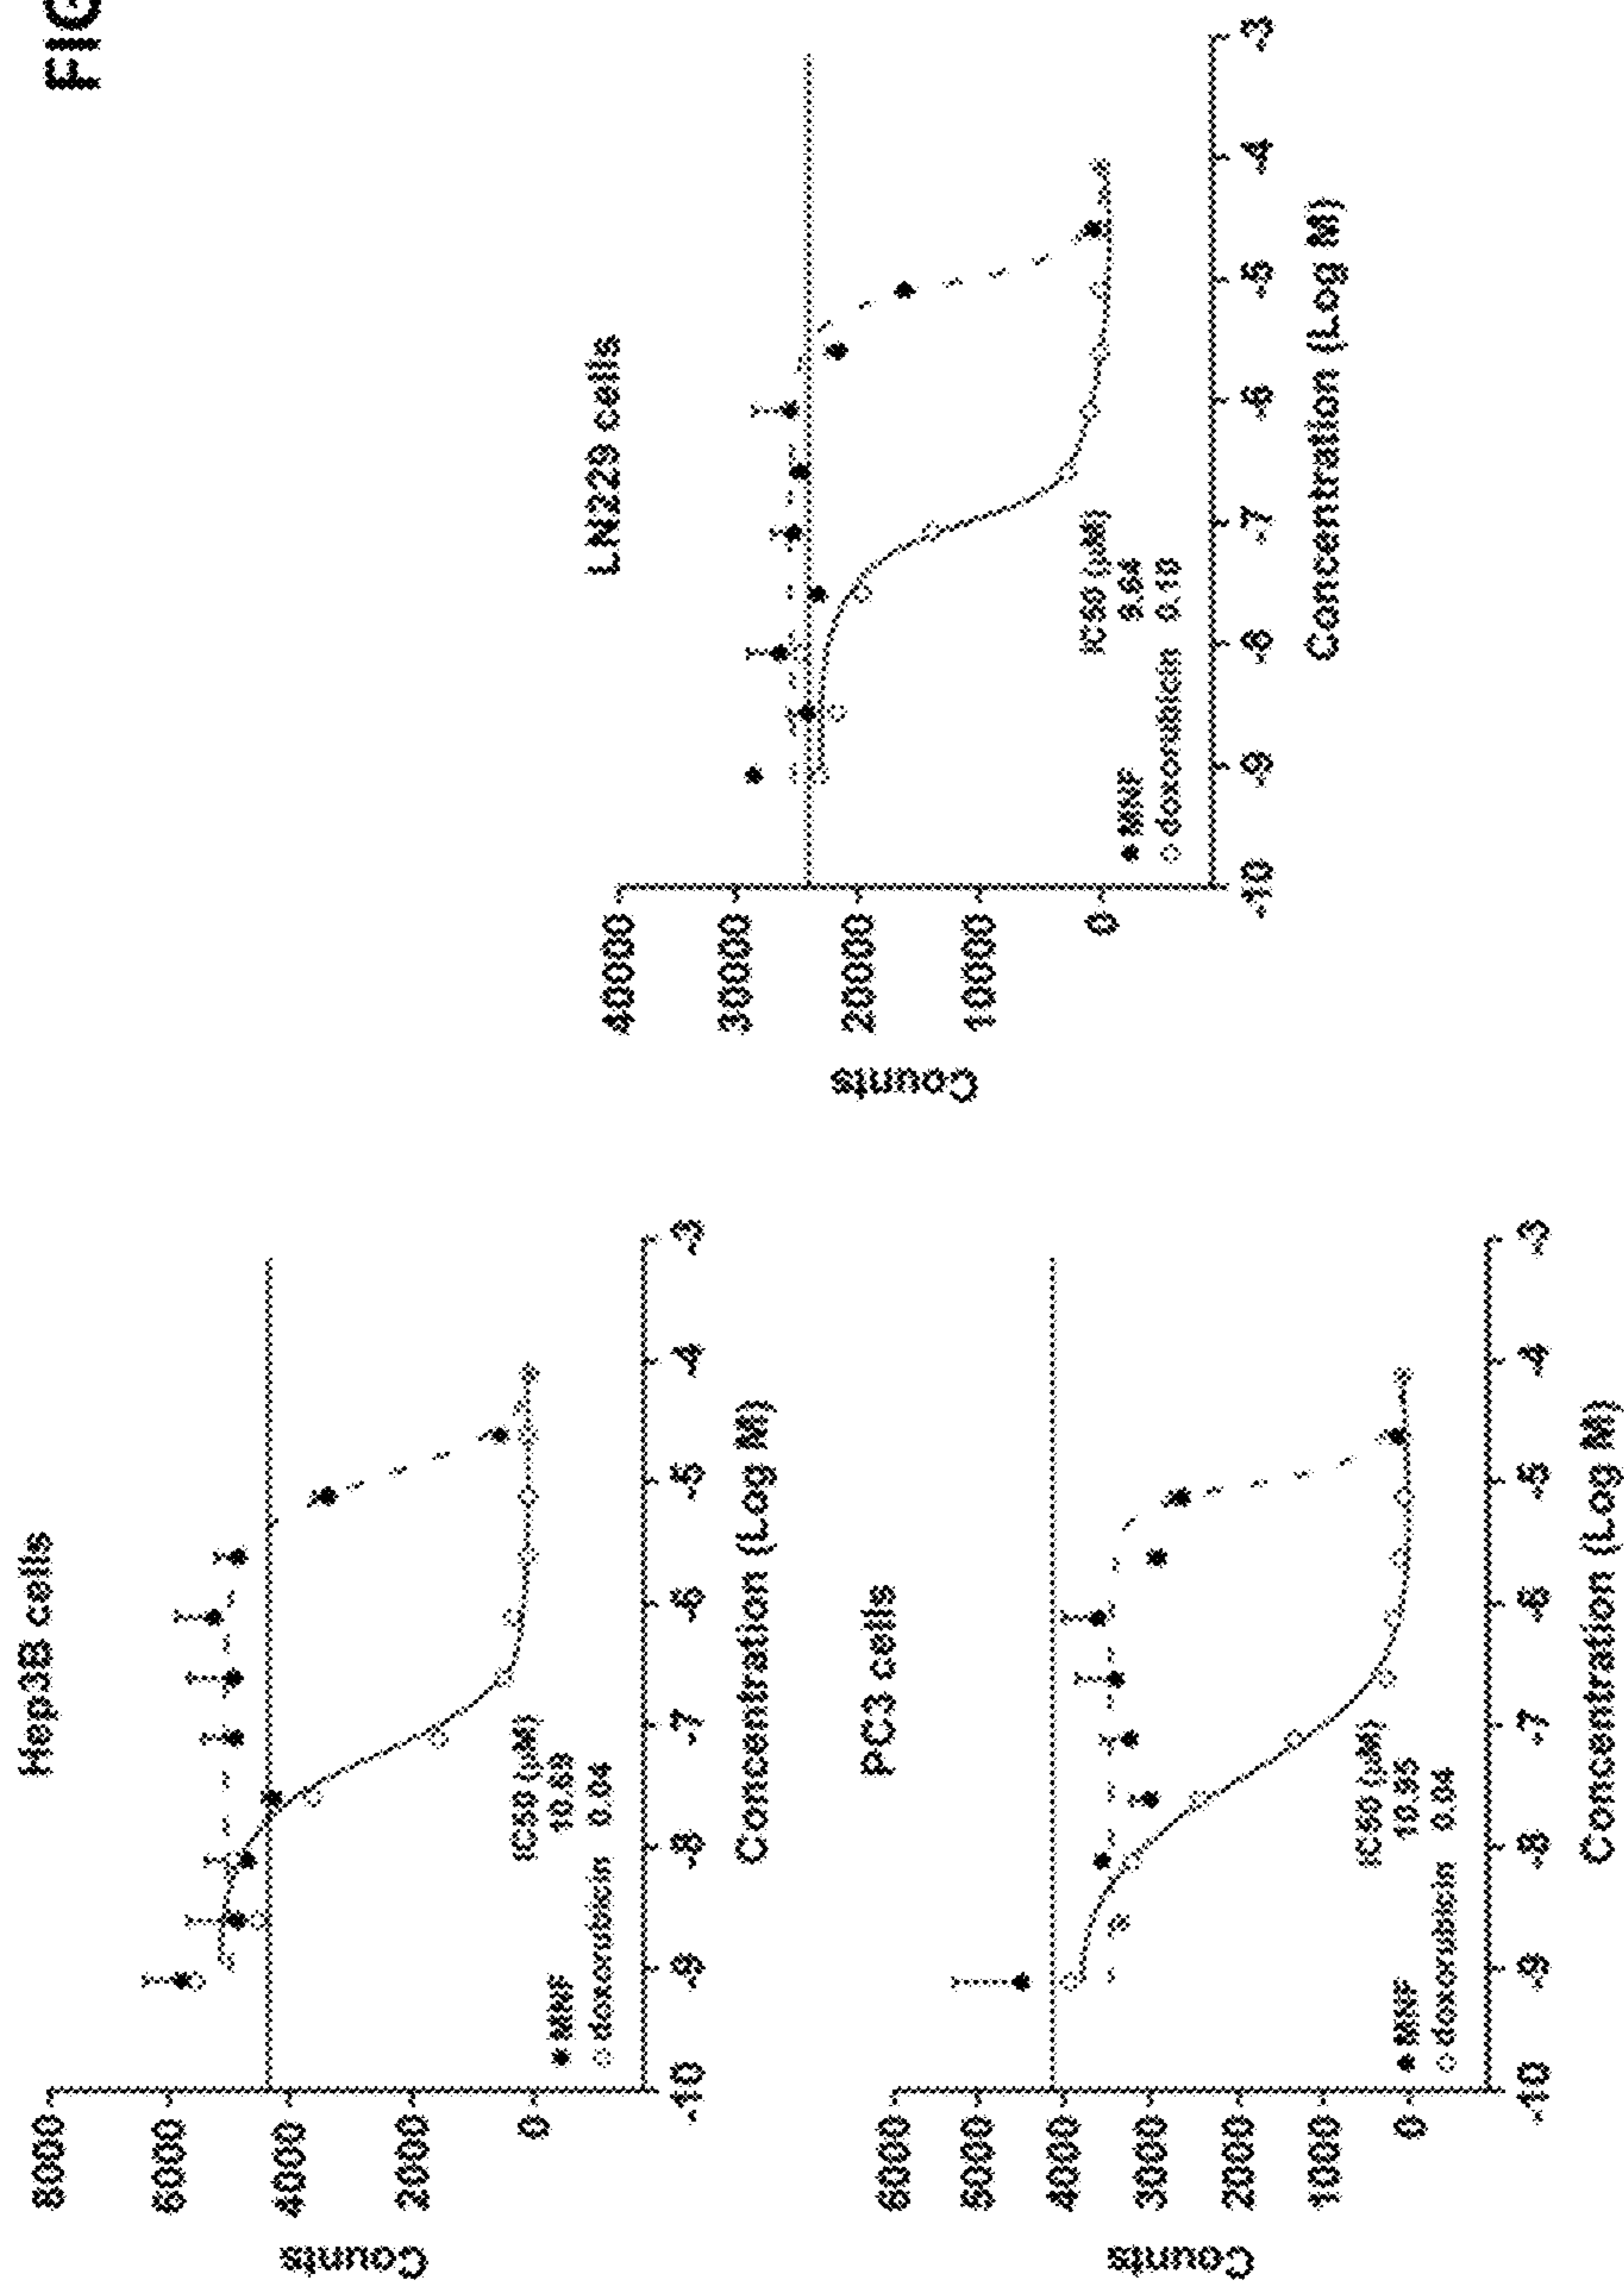 FIG
Hep3B cells
Counts
8000
6000
4000
2000
0
IC50 (µM)
MNF
doxorubicin 0.04
-10 -9 -8 -7 -6 -5 -4 -3
Concentration (Log M)
LN229 cells
Counts
40000
30000
20000
10000
0
IC50 (µM)
MNF 9.64
doxorubicin 0.10
-10 -9 -8 -7 -6 -5 -4 -3
Concentration (Log M)
PC3 cells
Counts
6000
5000
4000
3000
2000
1000
0
IC50 (µM)
MNF 10.95
doxorubicin 0.04
-10 -9 -8 -7 -6 -5 -4 -3
Concentration (Log M)